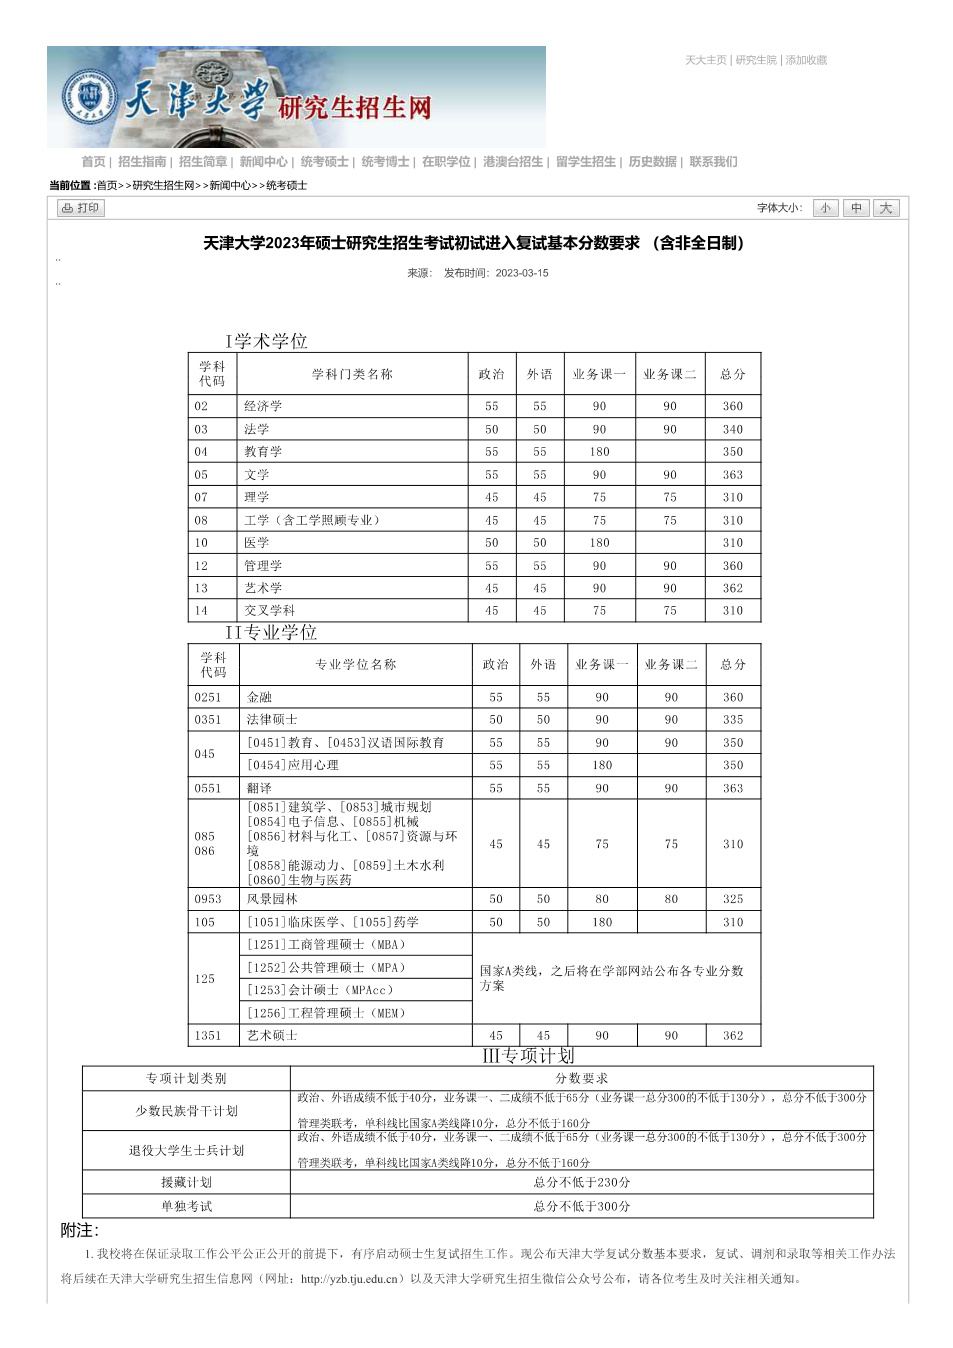 天津大学 研究生招生网
天大主页 | 研究生院 | 添加收藏
首页 | 招生指南 | 招生简章 | 新闻中心 | 统考硕士 | 统考博士 | 在职学位 | 港澳台招生 | 留学生招生 | 历史数据 | 联系我们
当前位置 :首页>>研究生招生网>>新闻中心>>统考硕士
打印 字体大小： 小 中 大
天津大学2023年硕士研究生招生考试初试进入复试基本分数要求 （含非全日制）
..
来源： 发布时间：2023-03-15
..
I学术学位
学科代码 学科门类名称 政治 外语 业务课一 业务课二 总分
02 经济学 55 55 90 90 360
03 法学 50 50 90 90 340
04 教育学 55 55 180 350
05 文学 55 55 90 90 363
07 理学 45 45 75 75 310
08 工学（含工学照顾专业） 45 45 75 75 310
10 医学 50 50 180 310
12 管理学 55 55 90 90 360
13 艺术学 45 45 90 90 362
14 交叉学科 45 45 75 75 310
II专业学位
学科代码 专业学位名称 政治 外语 业务课一 业务课二 总分
0251 金融 55 55 90 90 360
0351 法律硕士 50 50 90 90 335
045 [0451]教育、[0453]汉语国际教育 55 55 90 90 350
[0454]应用心理 55 55 180 350
0551 翻译 55 55 90 90 363
[0851]建筑学、[0853]城市规划
[0854]电子信息、[0855]机械
085 [0856]材料与化工、[0857]资源与环
086 境 45 45 75 75 310
[0858]能源动力、[0859]土木水利
[0860]生物与医药
0953 风景园林 50 50 80 80 325
105 [1051]临床医学、[1055]药学 50 50 180 310
125 [1251]工商管理硕士（MBA）
[1252]公共管理硕士（MPA）
国家A类线，之后将在学部网站公布各专业分数
方案
[1253]会计硕士（MPAcc）
[1256]工程管理硕士（MEM）
1351 艺术硕士 45 45 90 90 362
Ⅲ专项计划
专项计划类别 分数要求
少数民族骨干计划 政治、外语成绩不低于40分，业务课一、二成绩不低于65分（业务课一总分300的不低于130分），总分不低于300分
管理类联考，单科线比国家A类线降10分，总分不低于160分
退役大学生士兵计划 政治、外语成绩不低于40分，业务课一、二成绩不低于65分（业务课一总分300的不低于130分），总分不低于300分
管理类联考，单科线比国家A类线降10分，总分不低于160分
援藏计划 总分不低于230分
单独考试 总分不低于300分
附注：
1. 我校将在保证录取工作公平公正公开的前提下，有序启动硕士生复试招生工作。现公布天津大学复试分数基本要求，复试、调剂和录取等相关工作办法
将后续在天津大学研究生招生信息网（网址：http://yzb.tju.edu.cn）以及天津大学研究生招生微信公众号公布，请各位考生及时关注相关通知。